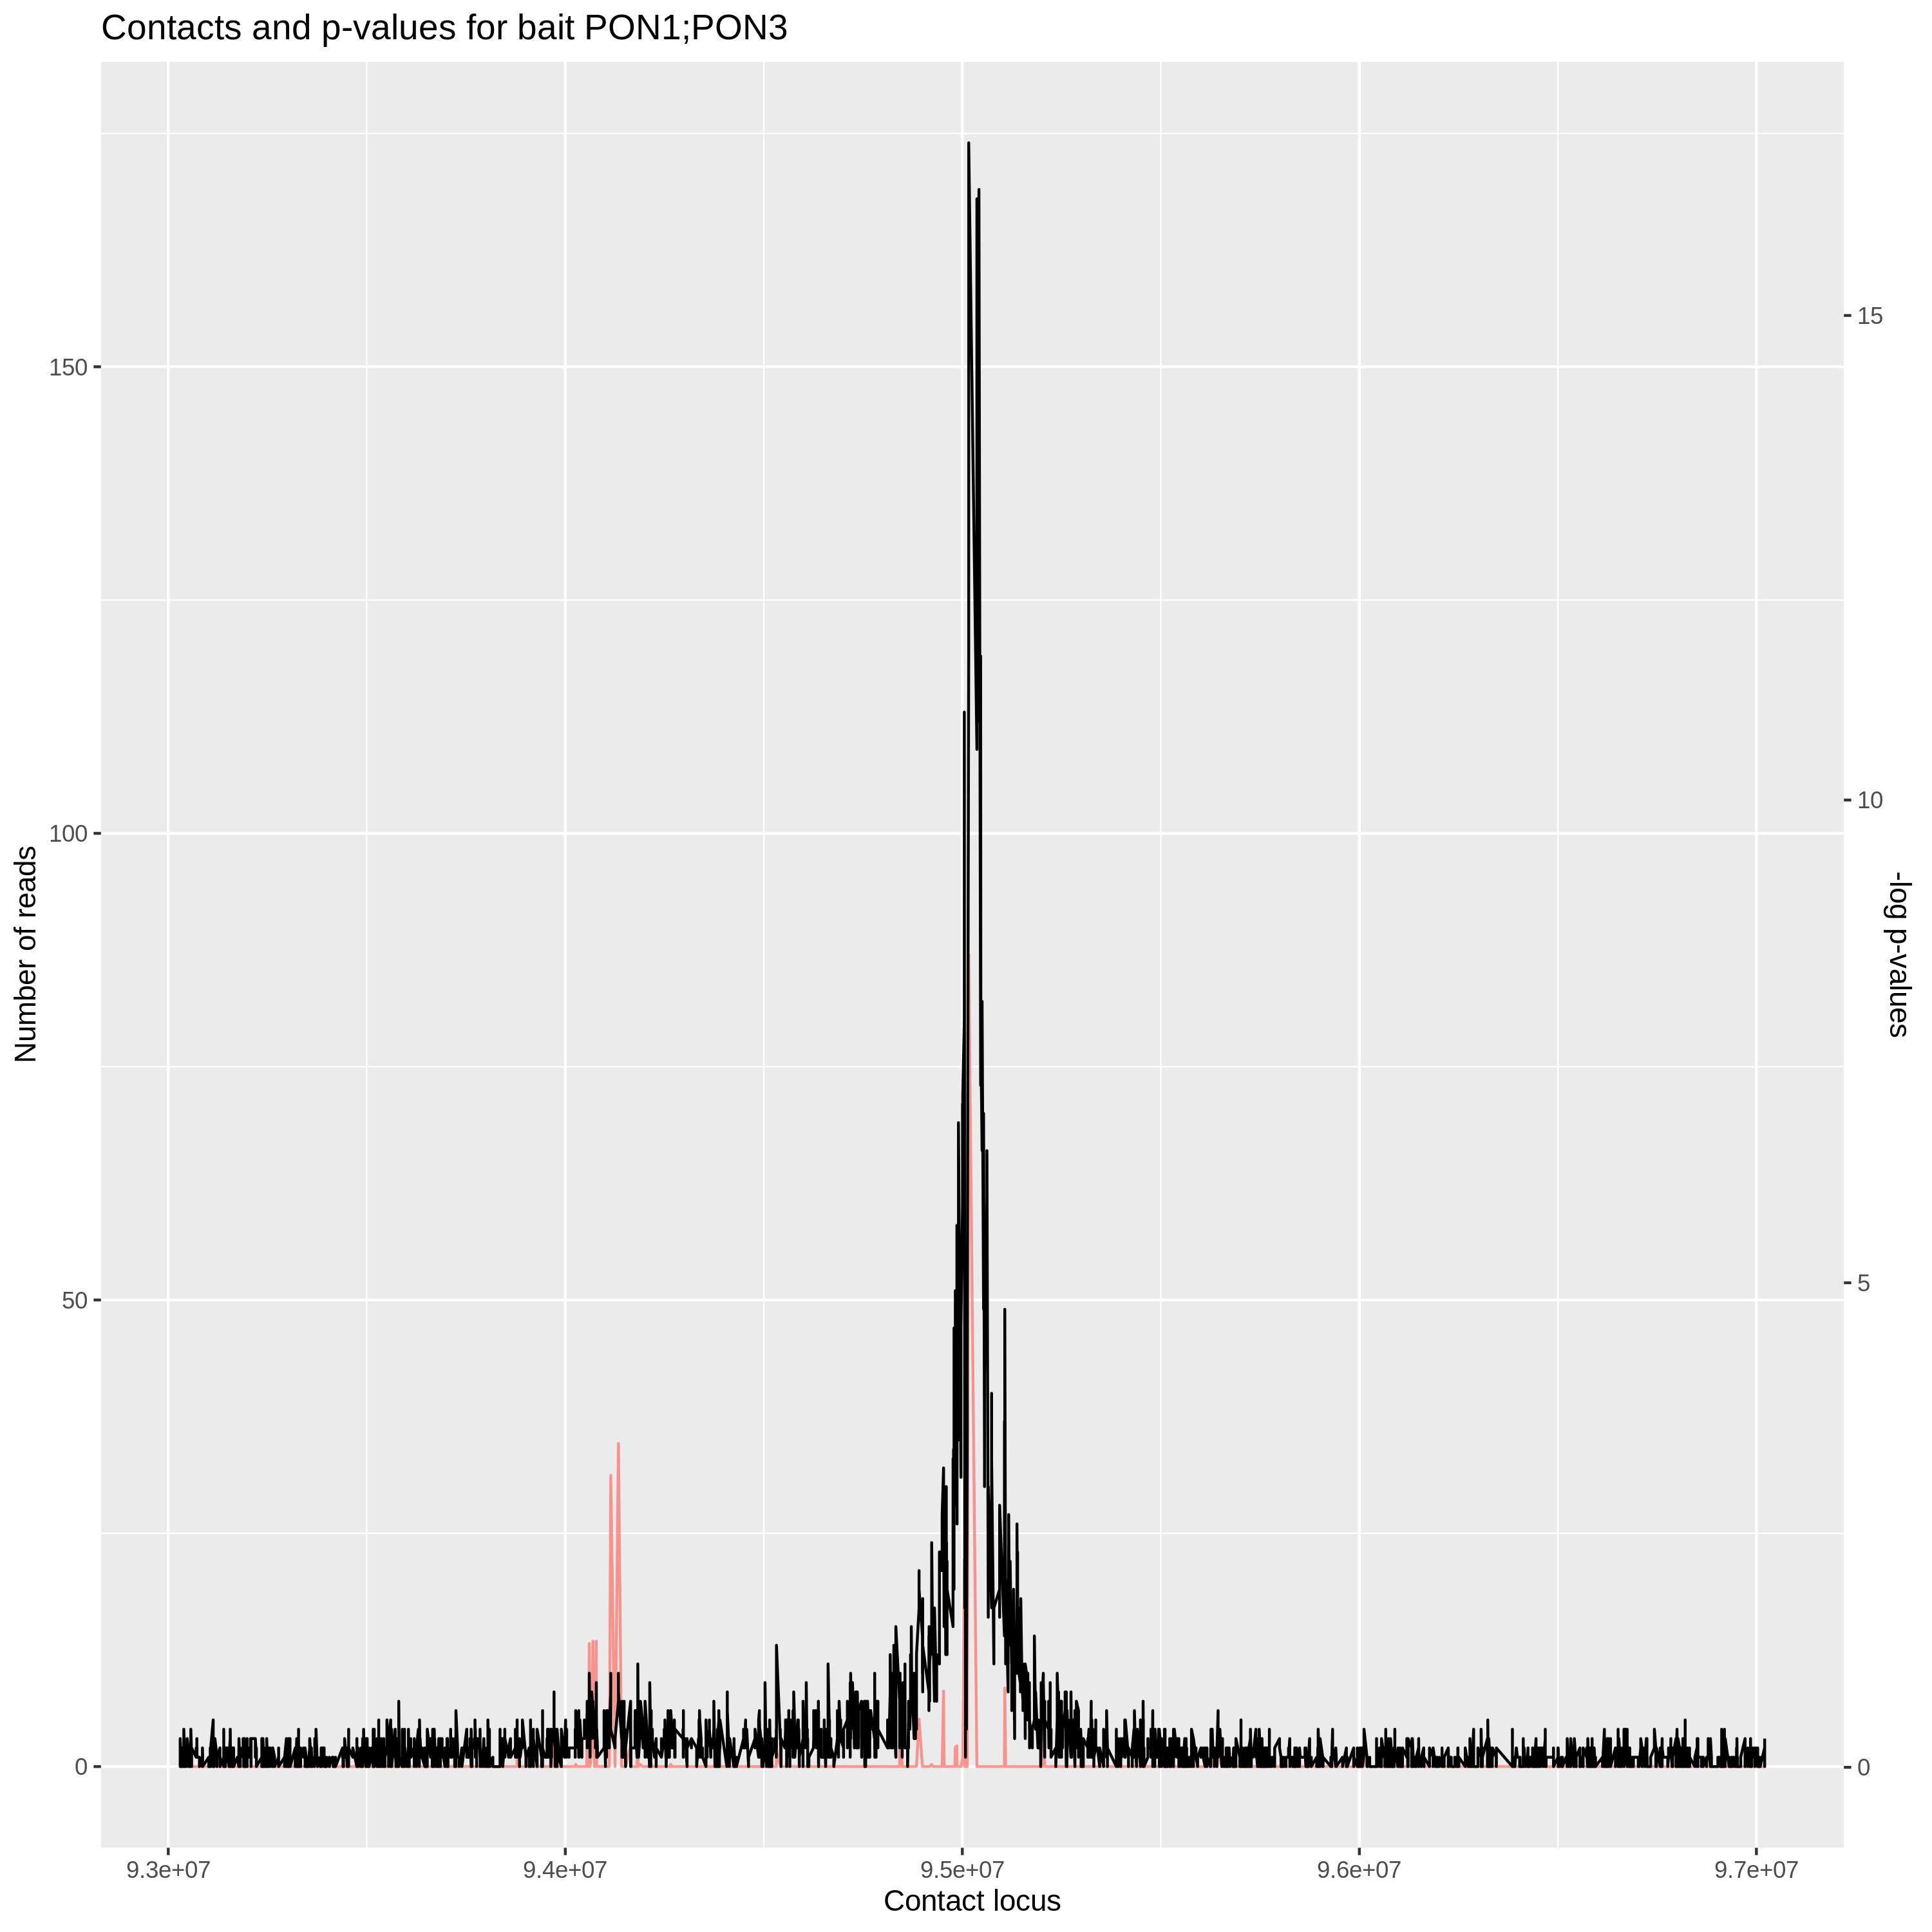 Contacts and p-values for bait PON1;PON3
150
100
50
0
15
10
5
0
Number of reads
-log p-values
9.3e+07 9.4e+07 9.5e+07 9.6e+07 9.7e+07
Contact locus